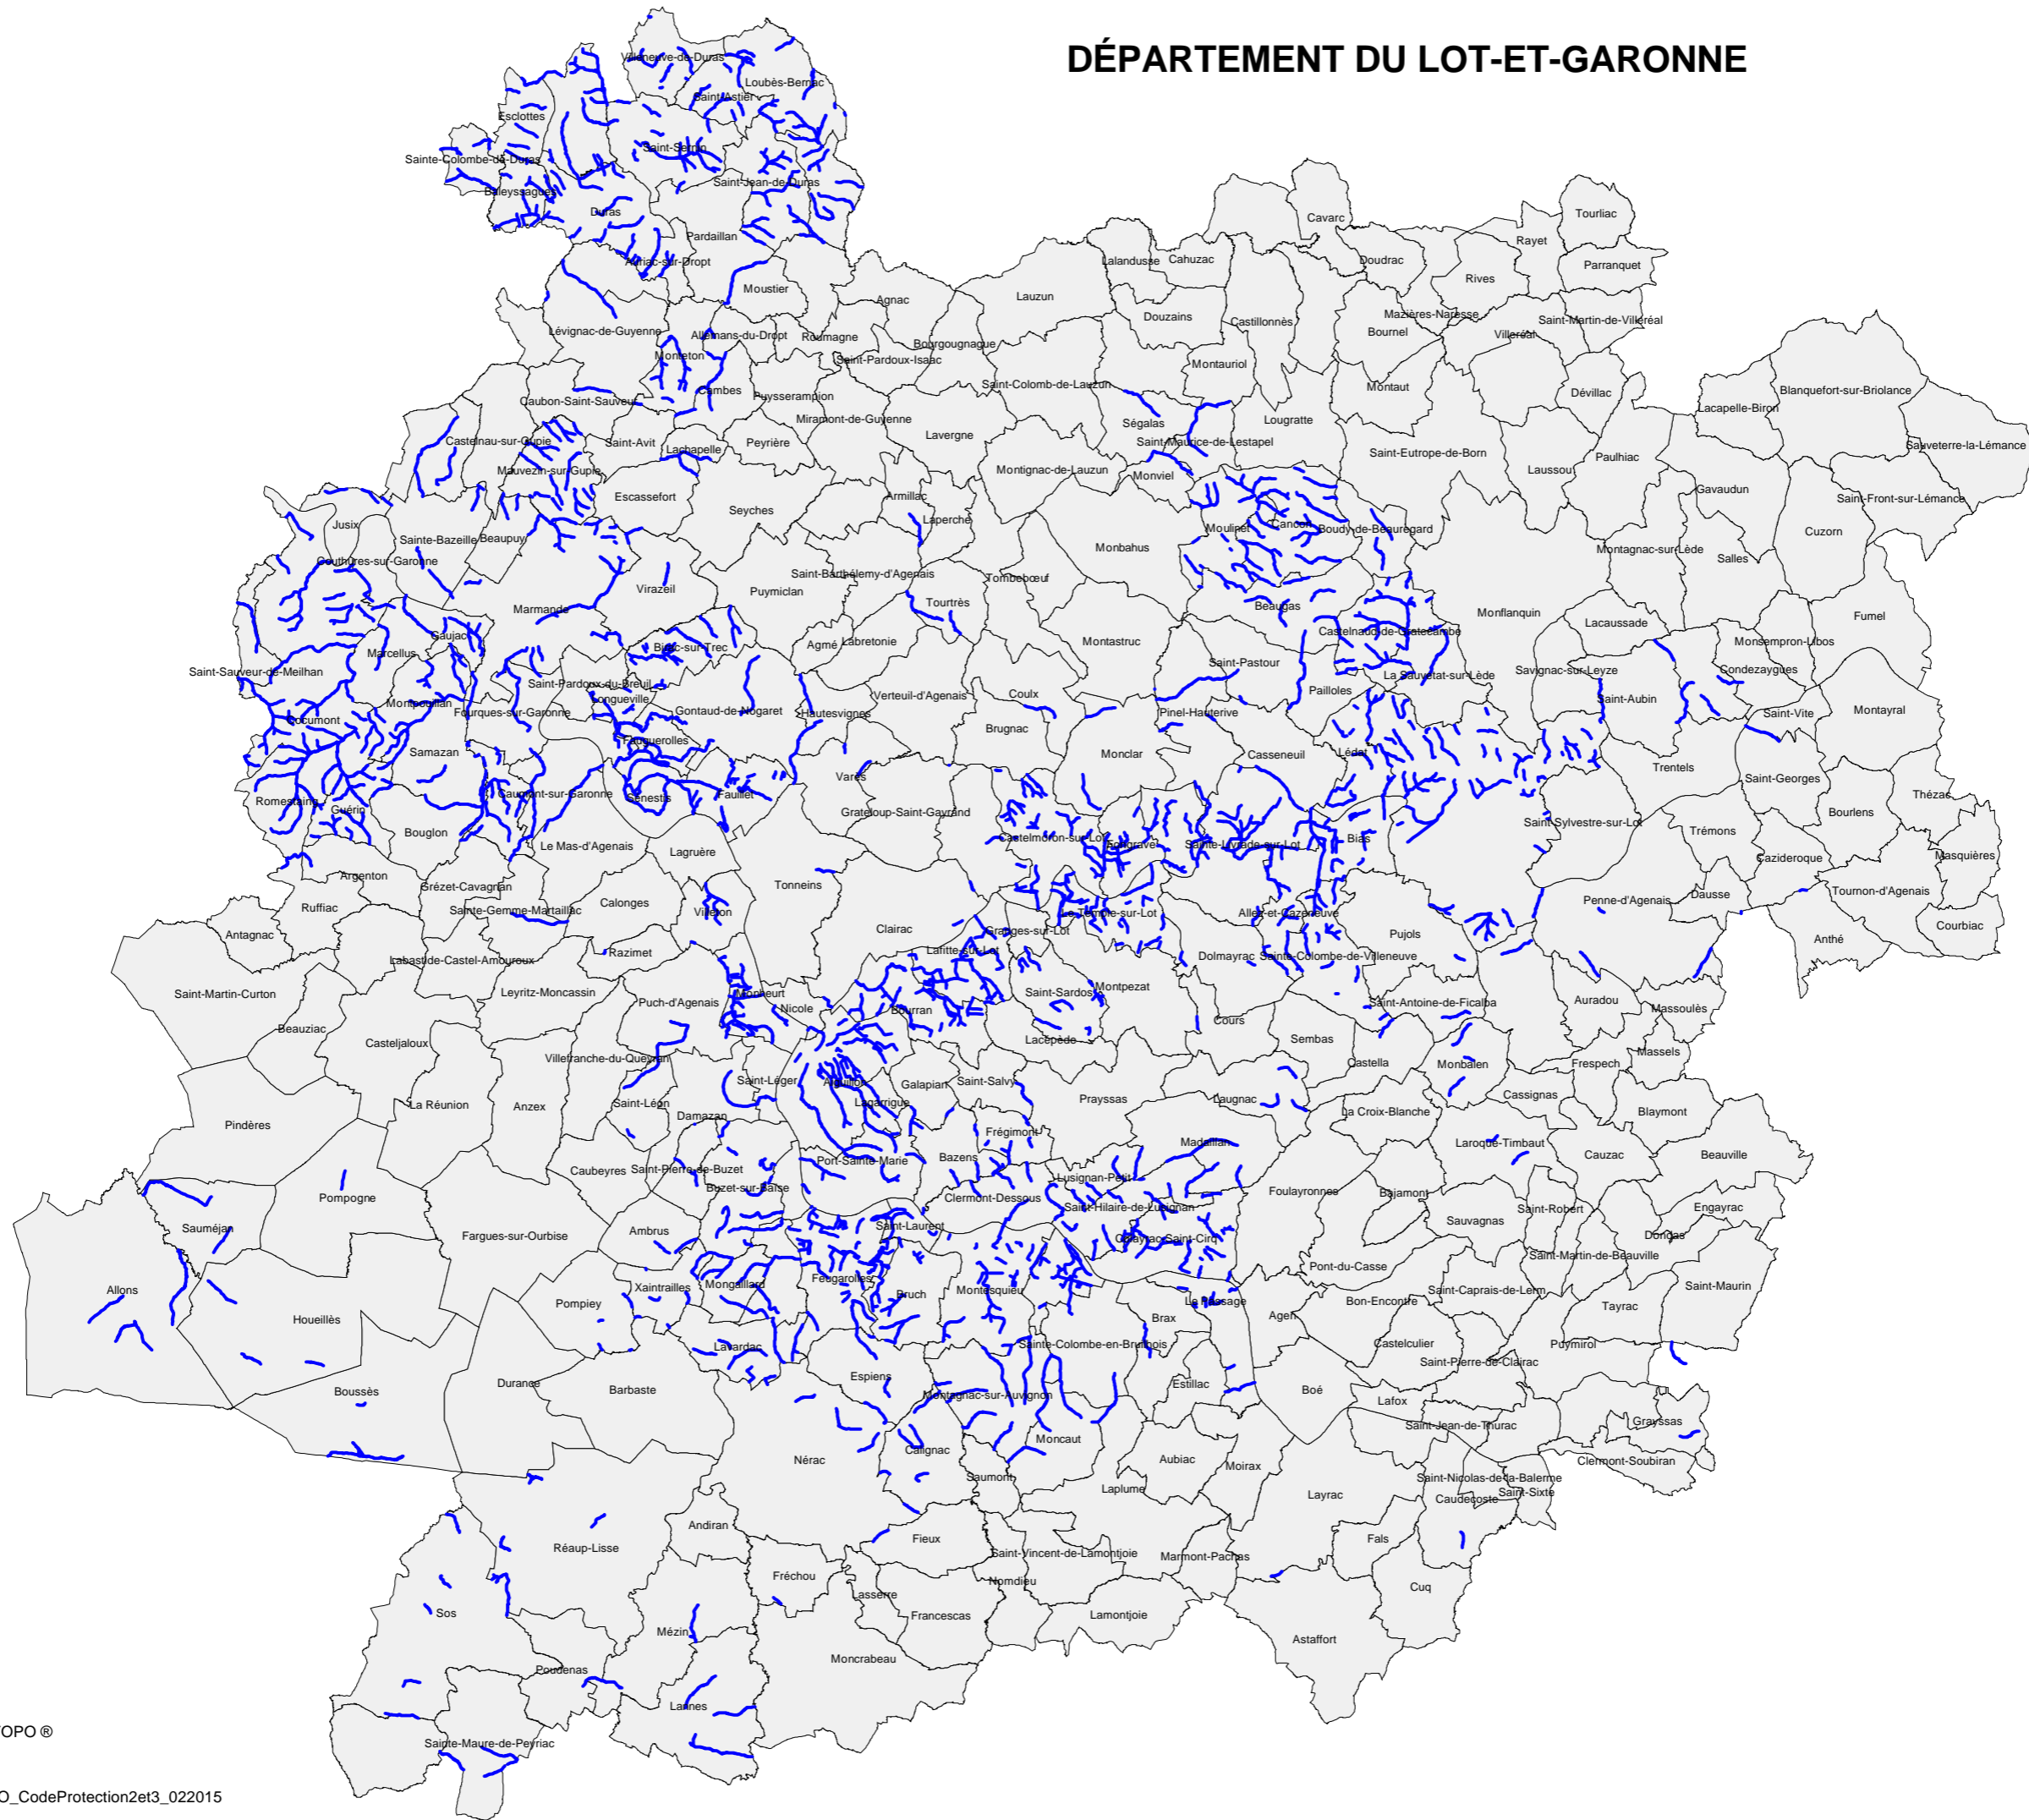 DÉPARTEMENT DU LOT-ET-GARONNE
Villeneuve-de-Duras
Loubès-Bernac
Saint-Astier
Esclottes
Sainte-Colombe-de-Duras
Saint-Sernin
Baleyssagues
Saint-Jean-de-Duras
Duras
Pardaillan
Auriac-sur-Dropt
Moustier
Cavarc
Tourliac
Rayet
Lalandusse
Cahuzac
Doudrac
Parranquet
Rives
Agnac
Lauzun
Douzains
Castillonnès
Mazières-Naresse
Saint-Martin-de-Villeréal
Lévignac-de-Guyenne
Allemans-du-Dropt
Roumagne
Bourgougnague
Bournel
Villeréal
Monteton
Saint-Pardoux-Isaac
Montauriol
Saint-Colomb-de-Lauzun
Montaut
Dévillac
Blanquefort-sur-Briolance
Cambes
Puysserampion
Caubon-Saint-Sauveur
Lacapelle-Biron
Miramont-de-Guyenne
Ségalas
Lougratte
Lavergne
Castelnau-sur-Gupie
Saint-Avit
Lachapelle
Peyrière
Saint-Maurice-de-Lestapel
Sauveterre-la-Lémance
Saint-Eutrope-de-Born
Paulhiac
Mauvezin-sur-Gupie
Montignac-de-Lauzun
Monviel
Laussou
Gavaudun
Saint-Front-sur-Lémance
Escassefort
Armillac
Seyches
Laperche
Jusix
Moulinet
Cancon
Boudy-de-Beauregard
Cuzorn
Sainte-Bazeille
Beaupuy
Monbahus
Montagnac-sur-Lède
Salles
Couthures-sur-Garonne
Saint-Barthélemy-d'Agenais
Tombebœuf
Virazeil
Puymiclan
Tourtrès
Beaugas
Marmande
Monflanquin
Fumel
Lacaussade
Gaujac
Castelnaud-de-Gratecambe
Agmé
Labretonie
Montastruc
Monsempron-Libos
Marcellus
Birac-sur-Trec
Saint-Pastour
Saint-Sauveur-de-Meilhan
La Sauvetat-sur-Lède
Savignac-sur-Leyze
Condezaygues
Saint-Pardoux-du-Breuil
Pailloles
Verteuil-d'Agenais
Coulx
Montpouillan
Longueville
Saint-Aubin
Fourques-sur-Garonne
Gontaud-de-Nogaret
Hautesvignes
Pinel-Hauterive
Saint-Vite
Montayral
Cocumont
Brugnac
Fauguerolles
Samazan
Monclar
Casseneuil
Lédat
Trentels
Varès
Saint-Georges
Romestaing
Caumont-sur-Garonne
Sénestis
Fauillet
Thézac
Guérin
Grateloup-Saint-Gayrand
Bourlens
Saint-Sylvestre-sur-Lot
Bouglon
Castelmoron-sur-Lot
Fongrave
Sainte-Livrade-sur-Lot
Bias
Trémons
Le Mas-d'Agenais
Lagruère
Cazideroque
Masquières
Argenton
Grézet-Cavagnan
Tonneins
Tournon-d'Agenais
Calonges
Dausse
Ruffiac
Sainte-Gemme-Martaillac
Villeton
Le Temple-sur-Lot
Allez-et-Cazeneuve
Penne-d'Agenais
Courbiac
Clairac
Granges-sur-Lot
Antagnac
Pujols
Anthé
Razimet
Lafitte-sur-Lot
Labastide-Castel-Amouroux
Dolmayrac
Sainte-Colombe-de-Villeneuve
Saint-Martin-Curton
Leyritz-Moncassin
Monheurt
Saint-Sardos
Montpezat
Puch-d'Agenais
Nicole
Bourran
Saint-Antoine-de-Ficalba
Auradou
Massoulès
Beauziac
Cours
Casteljaloux
Lacépède
Sembas
Villefranche-du-Queyran
Castella
Monbalen
Frespech
Massels
Saint-Léger
Aiguillon
Galapian
Saint-Salvy
Cassignas
La Réunion
Anzex
Saint-Léon
Lagarrigue
Prayssas
Laugnac
Damazan
La Croix-Blanche
Blaymont
Pindères
Frégimont
Madaillan
Laroque-Timbaut
Cauzac
Beauville
Caubeyres
Saint-Pierre-de-Buzet
Port-Sainte-Marie
Bazens
Lusignan-Petit
Buzet-sur-Baïse
Pompogne
Clermont-Dessous
Foulayronnes
Bajamont
Saint-Hilaire-de-Lusignan
Saint-Robert
Engayrac
Sauméjan
Ambrus
Saint-Laurent
Sauvagnas
Fargues-sur-Ourbise
Colayrac-Saint-Cirq
Dondas
Saint-Martin-de-Beauville
Pont-du-Casse
Feugarolles
Xaintrailles
Mongaillard
Allons
Montesquieu
Saint-Caprais-de-Lerm
Saint-Maurin
Bruch
Pompiey
Le Passage
Bon-Encontre
Tayrac
Houeillès
Brax
Agen
Lavardac
Sainte-Colombe-en-Bruilhois
Castelculier
Puymirol
Saint-Pierre-de-Clairac
Espiens
Durance
Barbaste
Estillac
Boé
Boussès
Montagnac-sur-Auvignon
Lafox
Saint-Jean-de-Thurac
Grayssas
Moncaut
Calignac
Nérac
Aubiac
Moirax
Clermont-Soubiran
Saumont
Saint-Nicolas-de-la-Balerme
Laplume
Layrac
Caudecoste
Saint-Sixte
Andiran
Fieux
Fals
Réaup-Lisse
Saint-Vincent-de-Lamontjoie
Marmont-Pachas
Fréchou
Nomdieu
Lasserre
Cuq
Sos
Francescas
Lamontjoie
Mézin
Astaffort
Moncrabeau
Poudenas
Lannes
TOPO ®
Sainte-Maure-de-Peyriac
O_CodeProtection2et3_022015